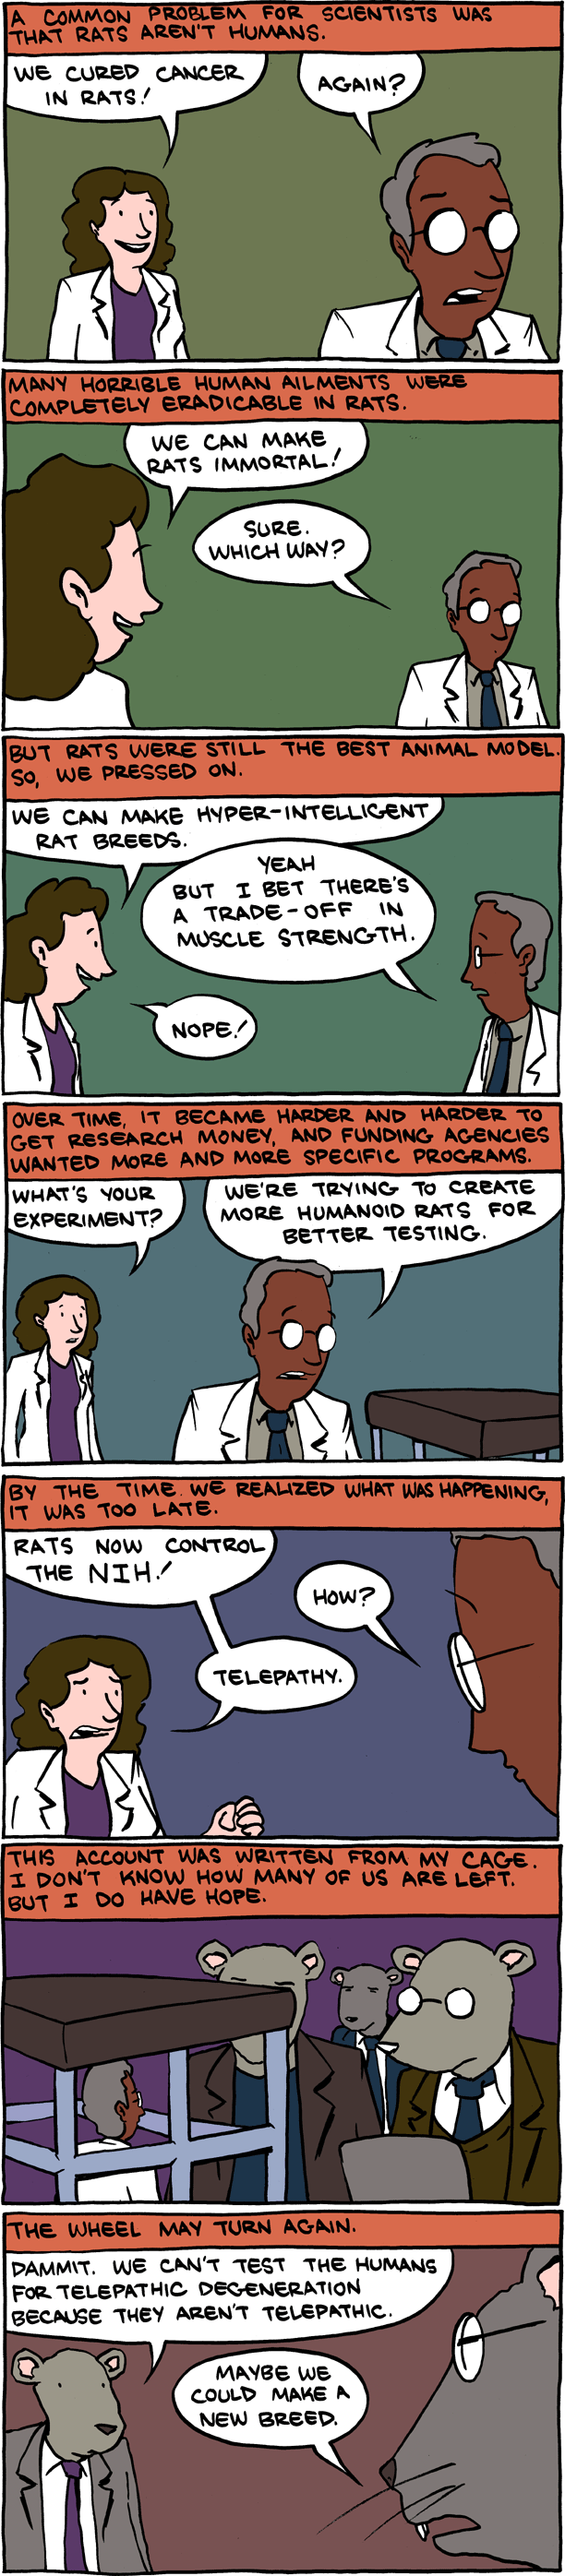 A COMMON PROBLEM FOR SCIENTISTS WAS
THAT RATS AREN'T HUMANS.
WE CURED CANCER
IN RATS!
AGAIN?
MANY HORRIBLE HUMAN AILMENTS WERE
COMPLETELY ERADICABLE IN RATS.
WE CAN MAKE
RATS IMMORTAL!
SURE.
WHICH WAY?
BUT RATS WERE STILL THE BEST ANIMAL MODEL.
SO, WE PRESSED ON.
WE CAN MAKE HYPER-INTELLIGENT
RAT BREEDS.
YEAH
BUT I BET THERE'S
A TRADE-OFF IN
MUSCLE STRENGTH.
NOPE!
OVER TIME, IT BECAME HARDER AND HARDER TO
GET RESEARCH MONEY, AND FUNDING AGENCIES
WANTED MORE AND MORE SPECIFIC PROGRAMS.
WHAT'S YOUR
EXPERIMENT?
WE'RE TRYING TO CREATE
MORE HUMANOID RATS FOR
BETTER TESTING.
BY THE TIME WE REALIZED WHAT WAS HAPPENING,
IT WAS TOO LATE.
RATS NOW CONTROL
THE NIH!
HOW?
TELEPATHY.
THIS ACCOUNT WAS WRITTEN FROM MY CAGE.
I DON'T KNOW HOW MANY OF US ARE LEFT.
BUT I DO HAVE HOPE.
THE WHEEL MAY TURN AGAIN.
DAMMIT. WE CAN'T TEST THE HUMANS
FOR TELEPATHIC DEGENERATION
BECAUSE THEY AREN'T TELEPATHIC.
MAYBE WE
COULD MAKE A
NEW BREED.